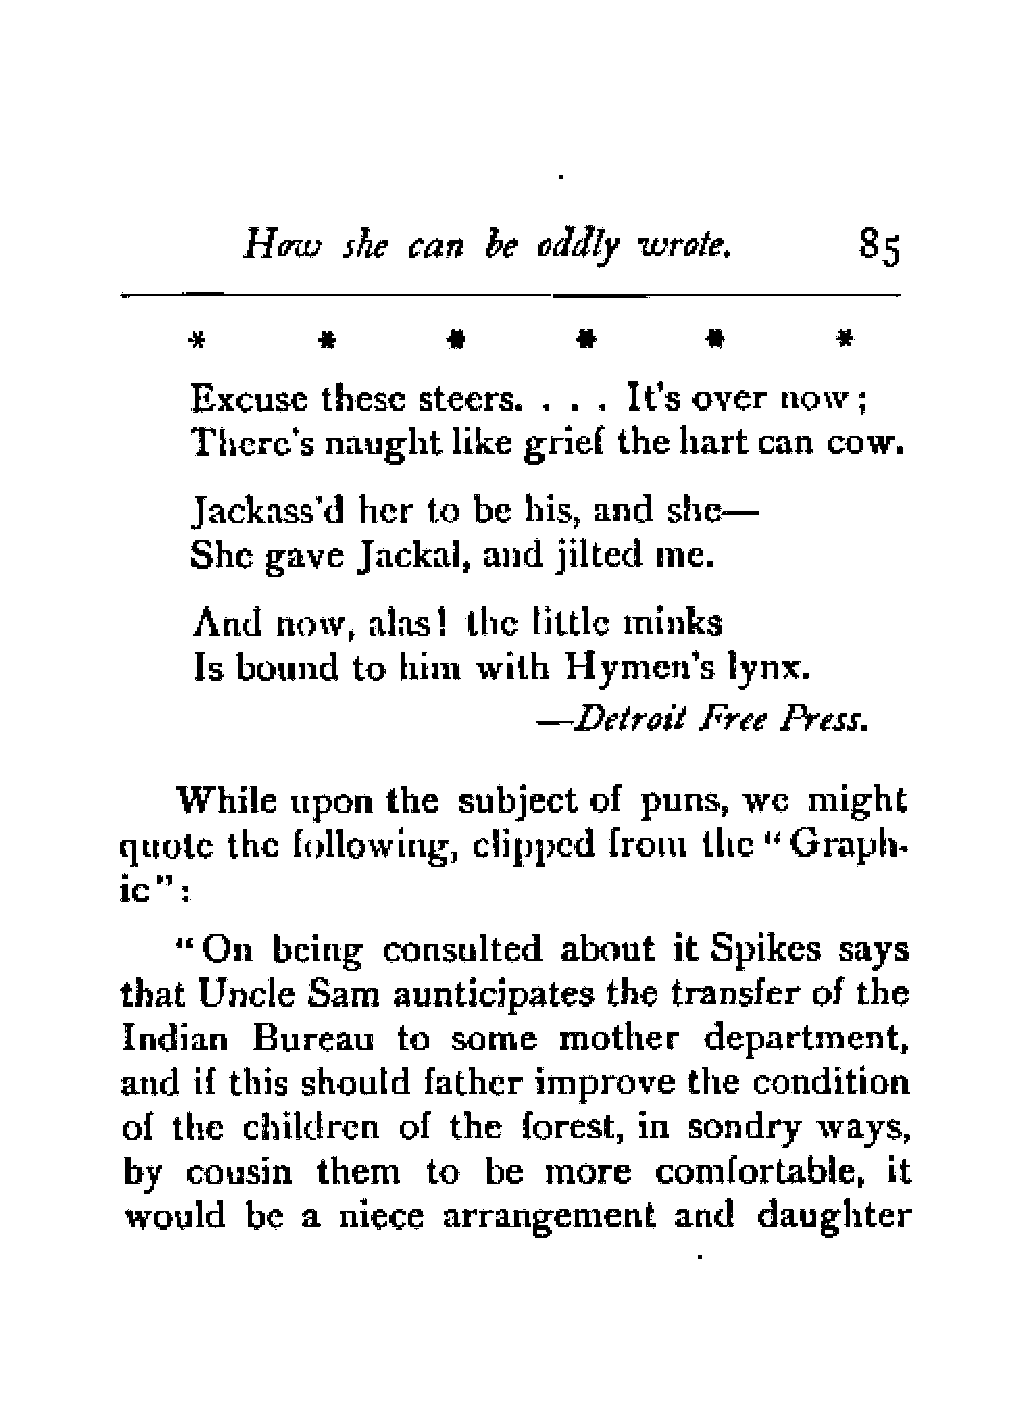 How she can be oddly wrote. 85
* * * * * *
Excuse these steers. . . . It's over now;
There's naught like grief the hart can cow.
Jackass'd her to be his, and she—
She gave Jackal, and jilted me.
And now, alas! the little minks
Is bound to him with Hymen's lynx.
—Detroit Free Press.
While upon the subject of puns, we might
quote the following, clipped from the "Graph-
ic":
"On being consulted about it Spikes says
that Uncle Sam aunticipates the transfer of the
Indian Bureau to some mother department,
and if this should father improve the condition
of the children of the forest, in sondry ways,
by cousin them to be more comfortable, it
would be a niece arrangement and daughter